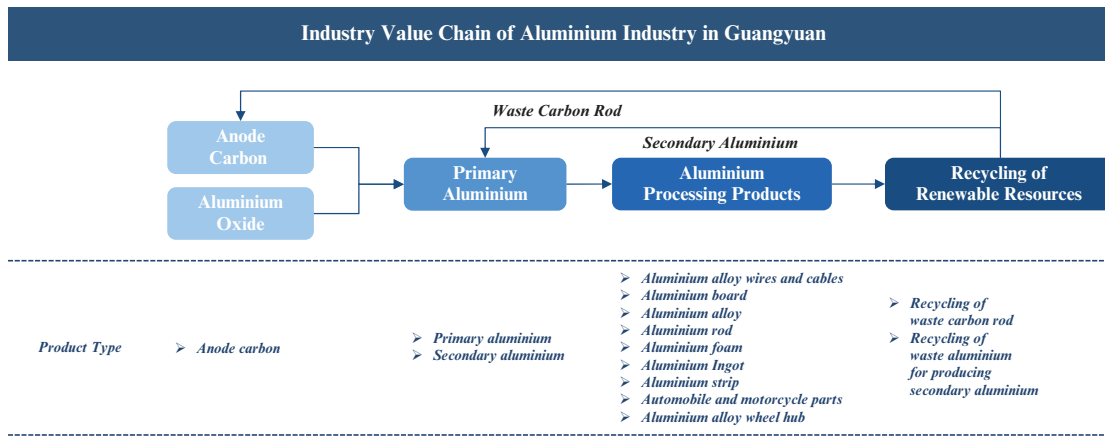 Industry Value Chain of Aluminium Industry in Guangyuan
Waste Carbon Rod
Secondary Aluminium
Anode
Carbon
Aluminium
Oxide
Primary
Aluminium
Aluminium
Processing Products
Recycling of
Renewable Resources
Product Type
➢ Anode carbon
➢ Primary aluminium
➢ Secondary aluminium
➢ Aluminium alloy wires and cables
➢ Aluminium board
➢ Aluminium alloy
➢ Aluminium rod
➢ Aluminium foam
➢ Aluminium Ingot
➢ Aluminium strip
➢ Automobile and motorcycle parts
➢ Aluminium alloy wheel hub
➢ Recycling of
waste carbon rod
➢ Recycling of
waste aluminium
for producing
secondary aluminium